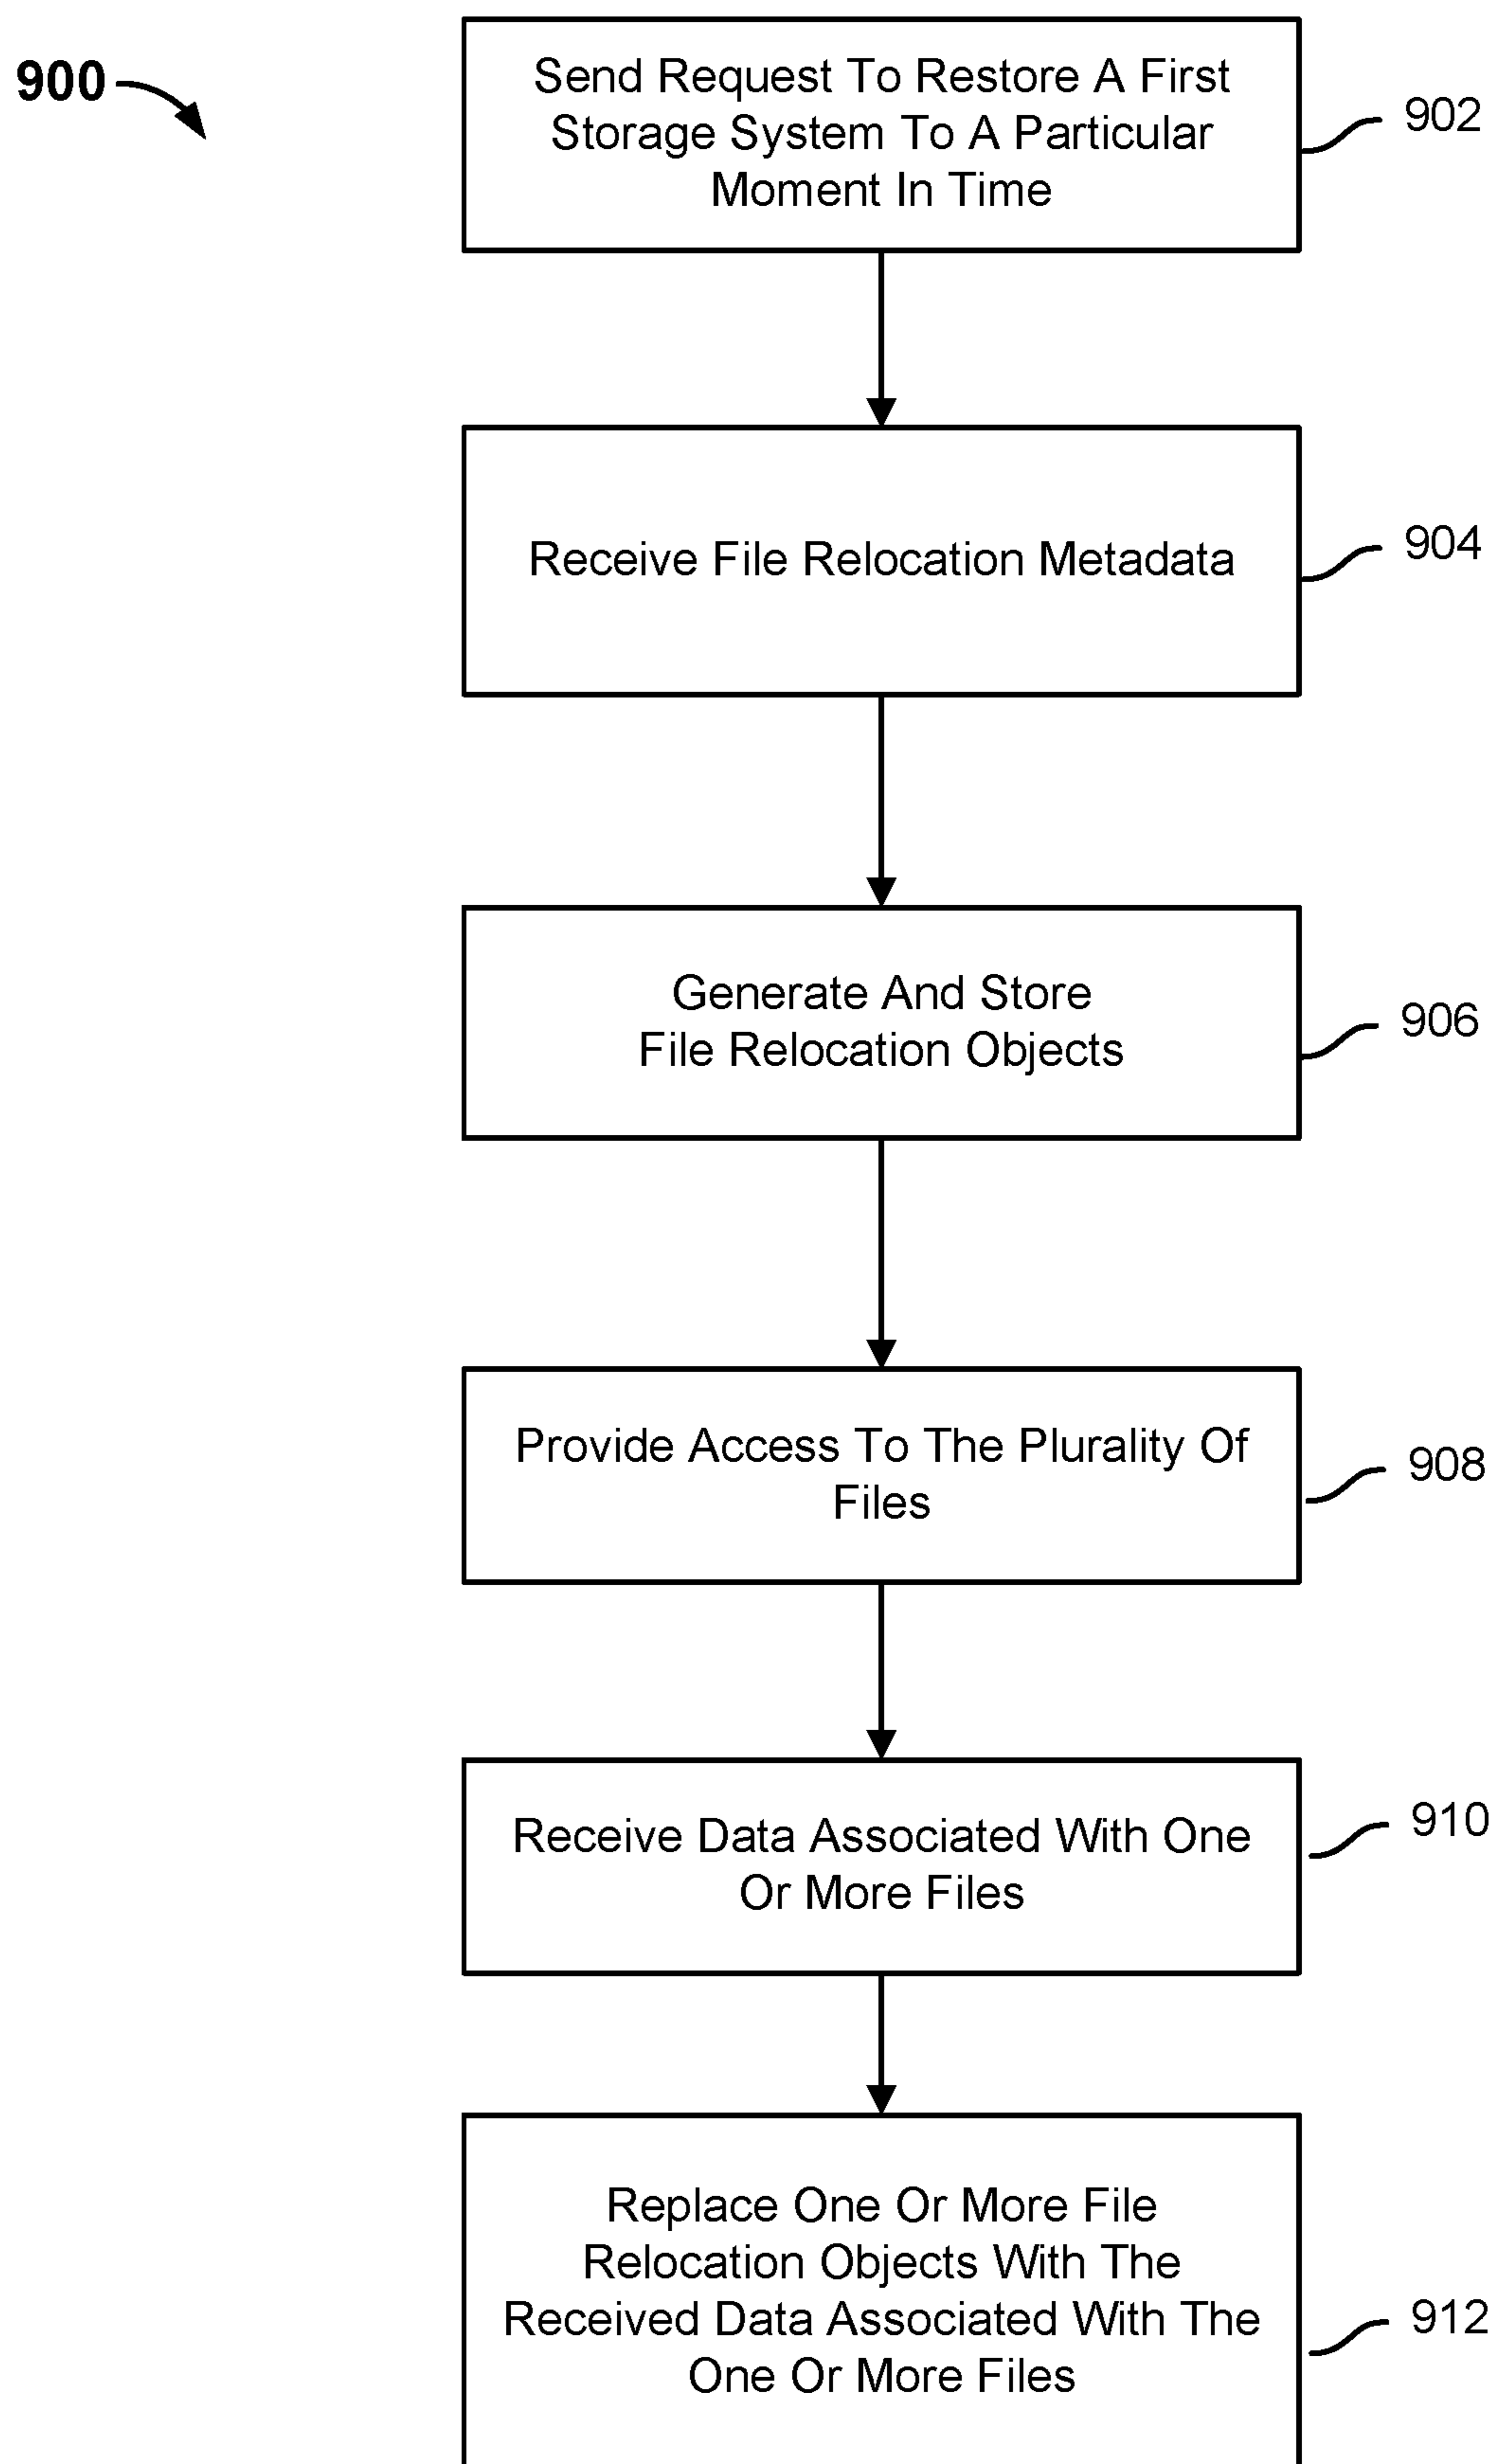 900
Send Request To Restore A First
Storage System To A Particular
Moment In Time
902
Receive File Relocation Metadata
904
Generate And Store
File Relocation Objects
906
Provide Access To The Plurality Of
Files
908
Receive Data Associated With One
Or More Files
910
Replace One Or More File
Relocation Objects With The
Received Data Associated With The
One Or More Files
912